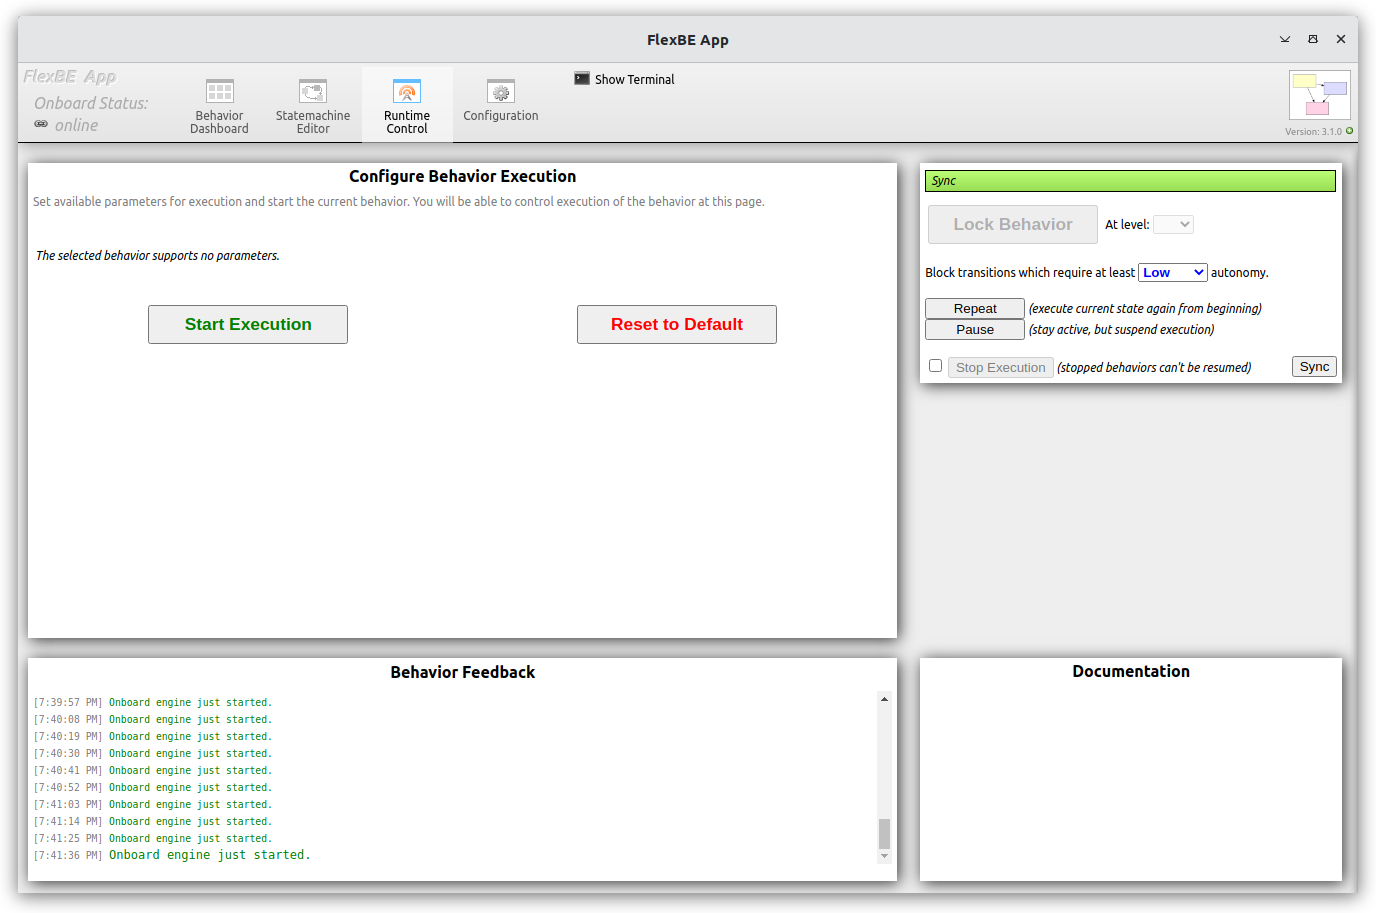 FlexBE App
FlexBE App
Onboard Status:
online
Behavior
Dashboard
Statemachine
Editor
Runtime
Control
Configuration
Show Terminal
Version: 3.1.0
Configure Behavior Execution
Set available parameters for execution and start the current behavior. You will be able to control execution of the behavior at this page.
The selected behavior supports no parameters.
Start Execution
Reset to Default
Sync
Lock Behavior At level:
Block transitions which require at least Low autonomy.
Repeat (execute current state again from beginning)
Pause (stay active, but suspend execution)
Stop Execution (stopped behaviors can't be resumed) Sync
Behavior Feedback
[7:39:57 PM] Onboard engine just started.
[7:40:08 PM] Onboard engine just started.
[7:40:19 PM] Onboard engine just started.
[7:40:30 PM] Onboard engine just started.
[7:40:41 PM] Onboard engine just started.
[7:40:52 PM] Onboard engine just started.
[7:41:03 PM] Onboard engine just started.
[7:41:14 PM] Onboard engine just started.
[7:41:25 PM] Onboard engine just started.
[7:41:36 PM] Onboard engine just started.
Documentation